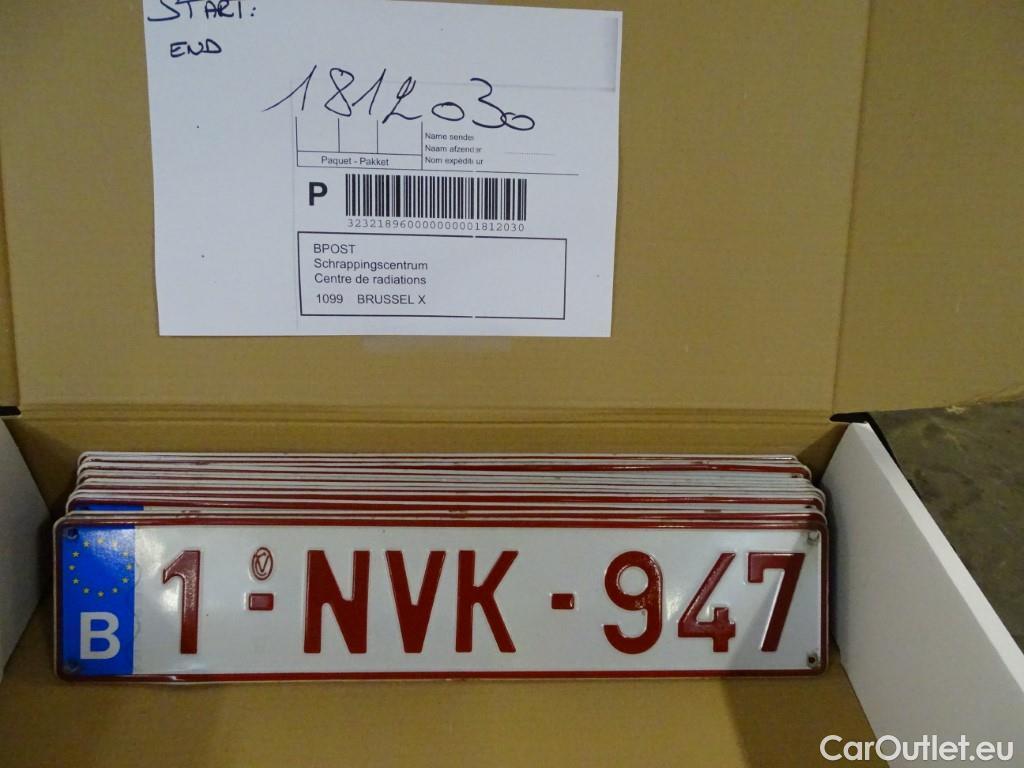 START:
END
1812030
Name sender
Naam afzender
Nom expéditeur
Paquet - Pakket
P
3232189600000000001812030
BPOST
Schrappingscentrum
Centre de radiations
1099 BRUSSEL X
B
1-NVK-947
CarOutlet.eu